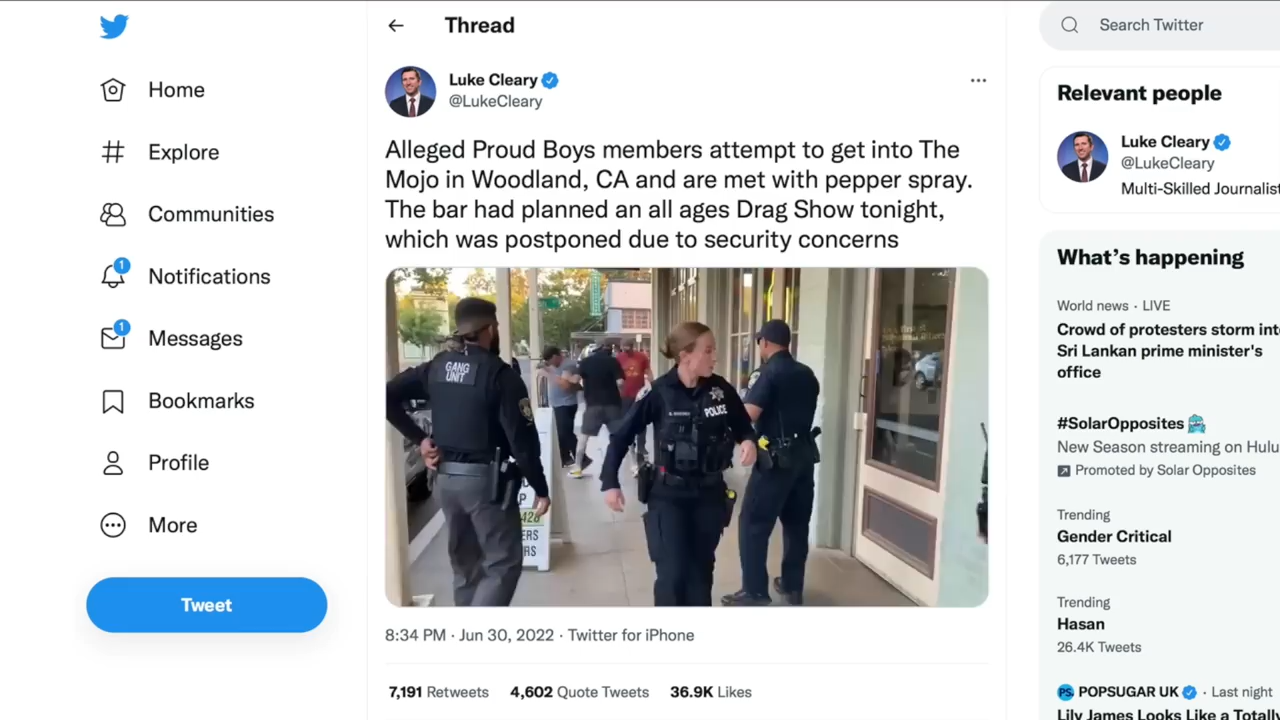 Thread
Search Twitter
Home
Explore
Communities
1
Notifications
1
Messages
Bookmarks
Profile
More
Tweet
Luke Cleary
@LukeCleary
Alleged Proud Boys members attempt to get into The
Mojo in Woodland, CA and are met with pepper spray.
The bar had planned an all ages Drag Show tonight,
which was postponed due to security concerns
GANG
UNIT
POLICE
8:34 PM · Jun 30, 2022 · Twitter for iPhone
7,191 Retweets 4,602 Quote Tweets 36.9K Likes
Relevant people
Luke Cleary
@LukeCleary
Multi-Skilled Journalist
What's happening
World news · LIVE
Crowd of protesters storm int
Sri Lankan prime minister's
office
#SolarOpposites
New Season streaming on Hulu
Promoted by Solar Opposites
Trending
Gender Critical
6,177 Tweets
Trending
Hasan
26.4K Tweets
PS. POPSUGAR UK · Last night
Lily James Looks Like a Totally